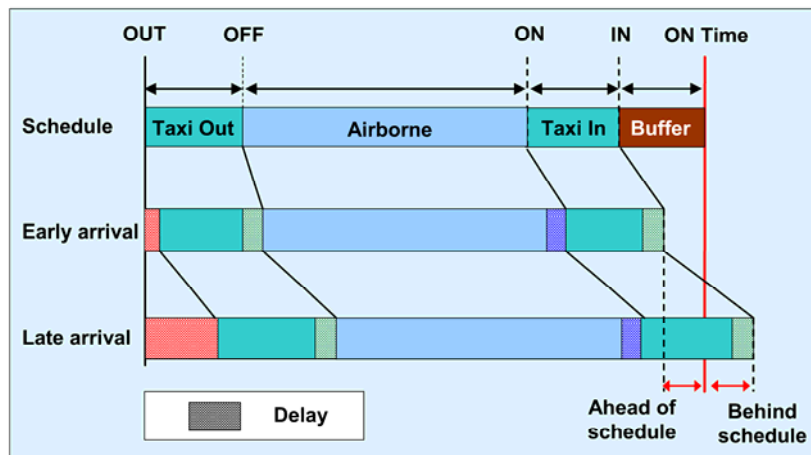 OUT OFF ON IN ON Time
Schedule Taxi Out Airborne Taxi In Buffer
Early arrival
Late arrival
Delay
Ahead of
schedule
Behind
schedule